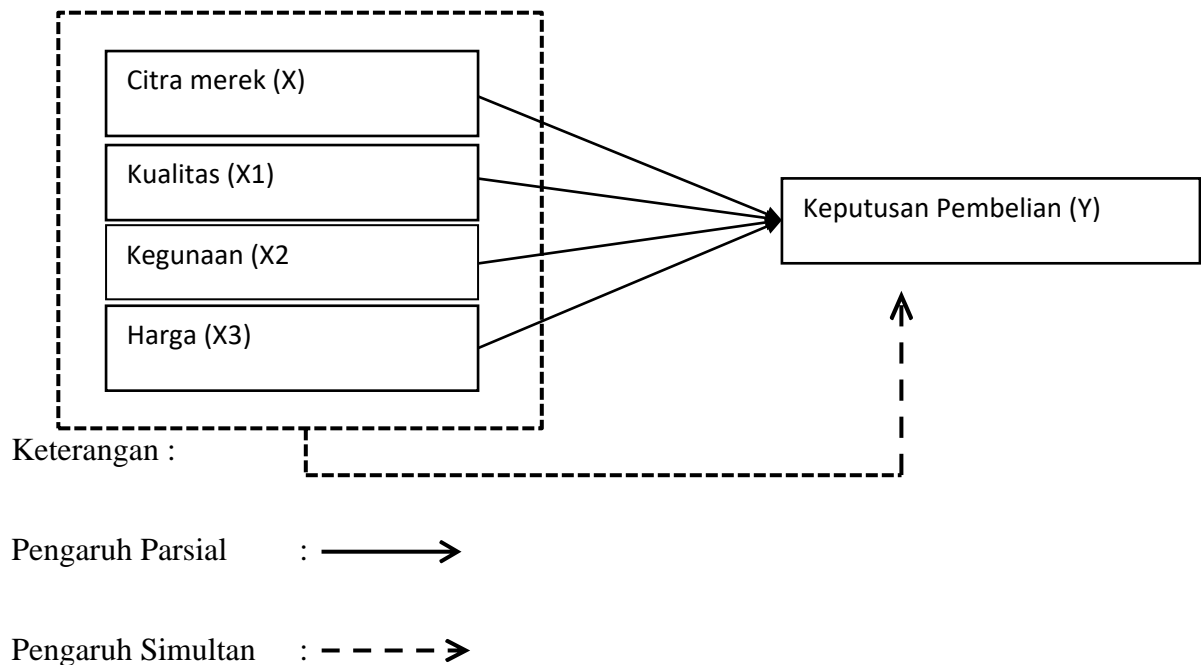 Citra merek (X)
Kualitas (X1)
Kegunaan (X2
Harga (X3)
Keputusan Pembelian (Y)
Keterangan :
Pengaruh Parsial :
Pengaruh Simultan :